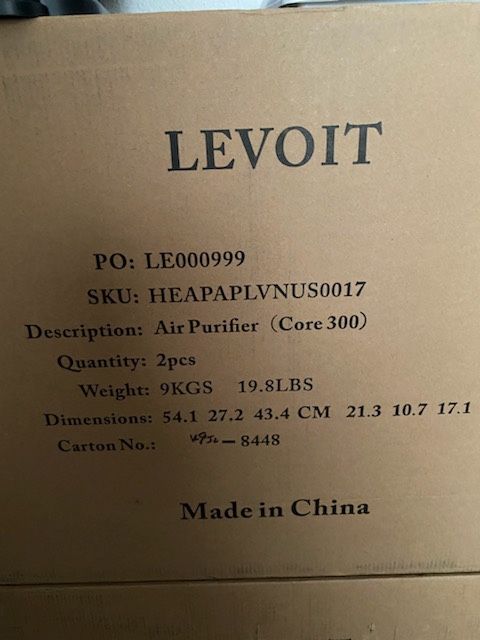 LEVOIT
PO: LE000999
SKU: HEAPAPLVNUS0017
Description: Air Purifier（Core 300）
Quantity: 2pcs
Weight: 9KGS 19.8LBS
Dimensions: 54.1 27.2 43.4 CM 21.3 10.7 17.1
Carton No.: – 8448
Made in China